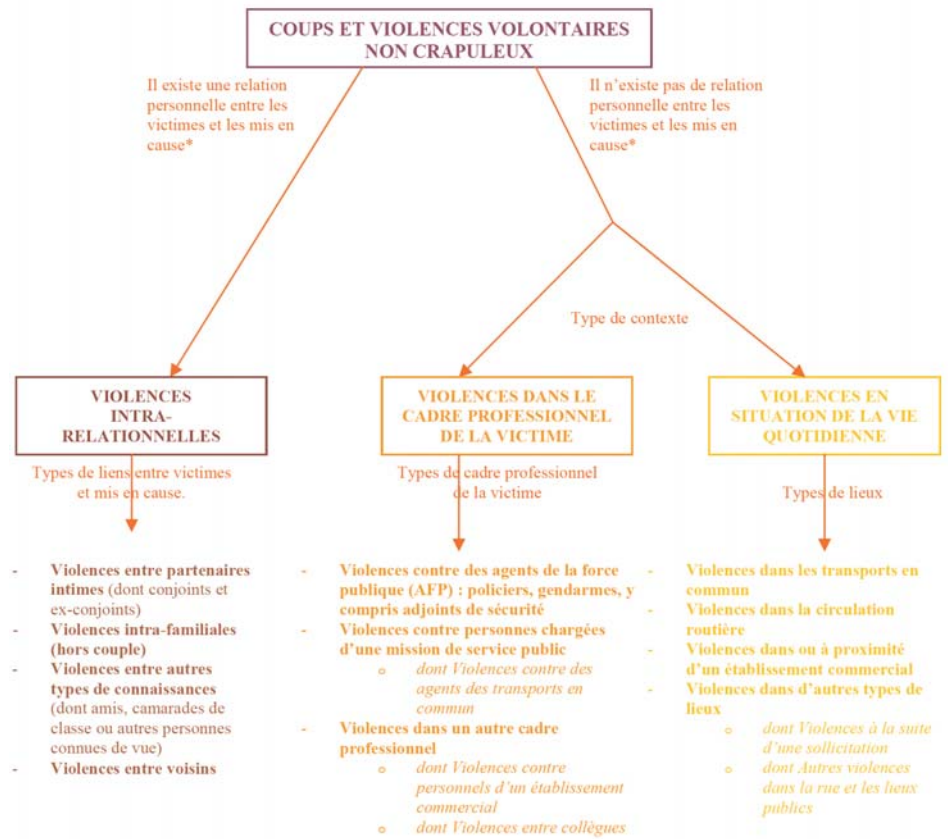 COUPS ET VIOLENCES VOLONTAIRES
NON CRAPULEUX
Il existe une relation
personnelle entre les
victimes et les mis en
cause*
Il n'existe pas de relation
personnelle entre les
victimes et les mis en
cause*
Type de contexte
VIOLENCES
INTRA-
RELATIONNELLES
Types de liens entre victimes
et mis en cause.
- Violences entre partenaires
intimes (dont conjoints et
ex-conjoints)
- Violences intra-familiales
(hors couple)
- Violences entre autres
types de connaissances
(dont amis, camarades de
classe ou autres personnes
connues de vue)
- Violences entre voisins
VIOLENCES DANS LE
CADRE PROFESSIONNEL
DE LA VICTIME
Types de cadre professionnel
de la victime
- Violences contre des agents de la force
publique (AFP) : policiers, gendarmes, y
compris adjoints de sécurité
- Violences contre personnes chargées
d'une mission de service public
o dont Violences contre des
agents des transports en
commun
- Violences dans un autre cadre
professionnel
o dont Violences contre
personnels d'un établissement
commercial
o dont Violences entre collègues
VIOLENCES EN
SITUATION DE LA VIE
QUOTIDIENNE
Types de lieux
- Violences dans les transports en
commun
- Violences dans la circulation
routière
- Violences dans ou à proximité
d'un établissement commercial
- Violences dans d'autres types de
lieux
o dont Violences à la suite
d'une sollicitation
o dont Autres violences
dans la rue et les lieux
publics